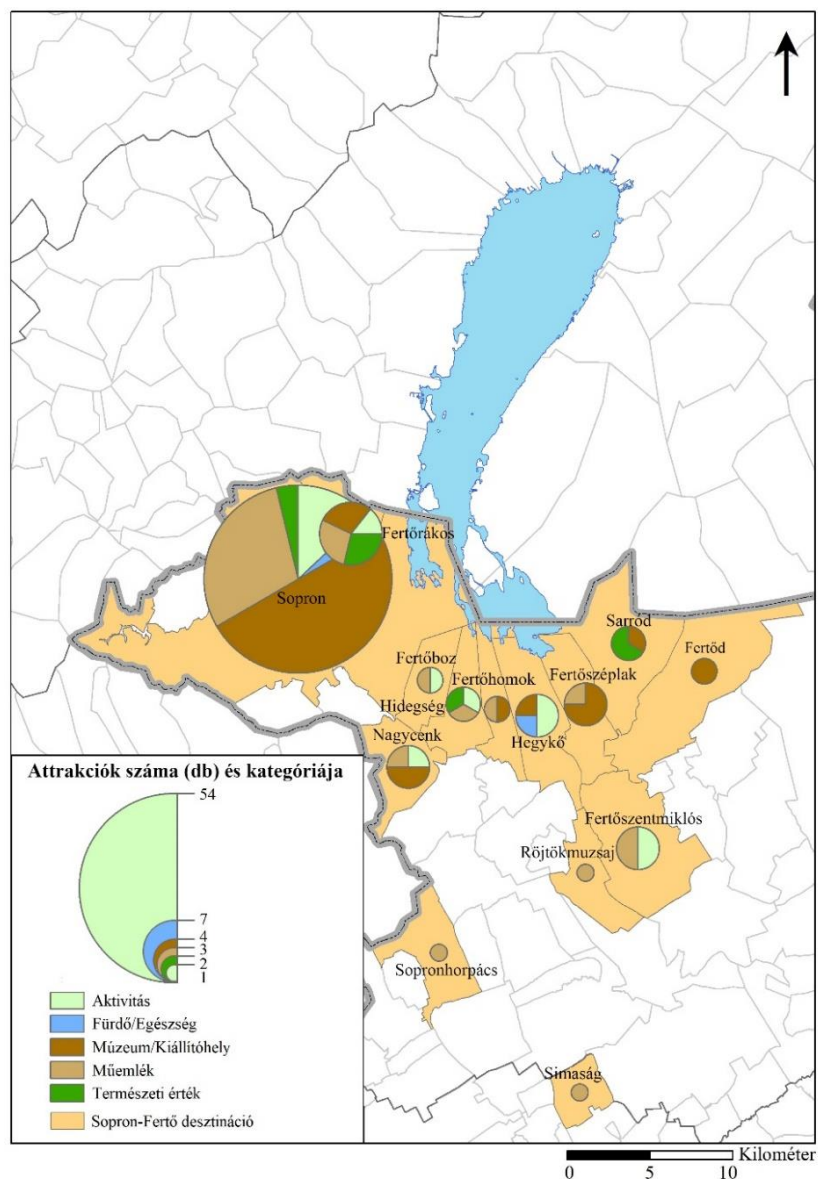 Fertőrákos
Sopron
Sarród
Fertőd
Fertőboz
Fertőhomok
Fertőszéplak
Hidegség
Hegykő
Nagycenk
Fertőszentmiklós
Röjtökmuzsaj
Sopronhorpács
Simaság
Attrakciók száma (db) és kategóriája
54
7
4
3
2
1
Aktivitás
Fürdő/Egészség
Múzeum/Kiállítóhely
Műemlék
Természeti érték
Sopron-Fertő desztináció
Kilométer
0 5 10